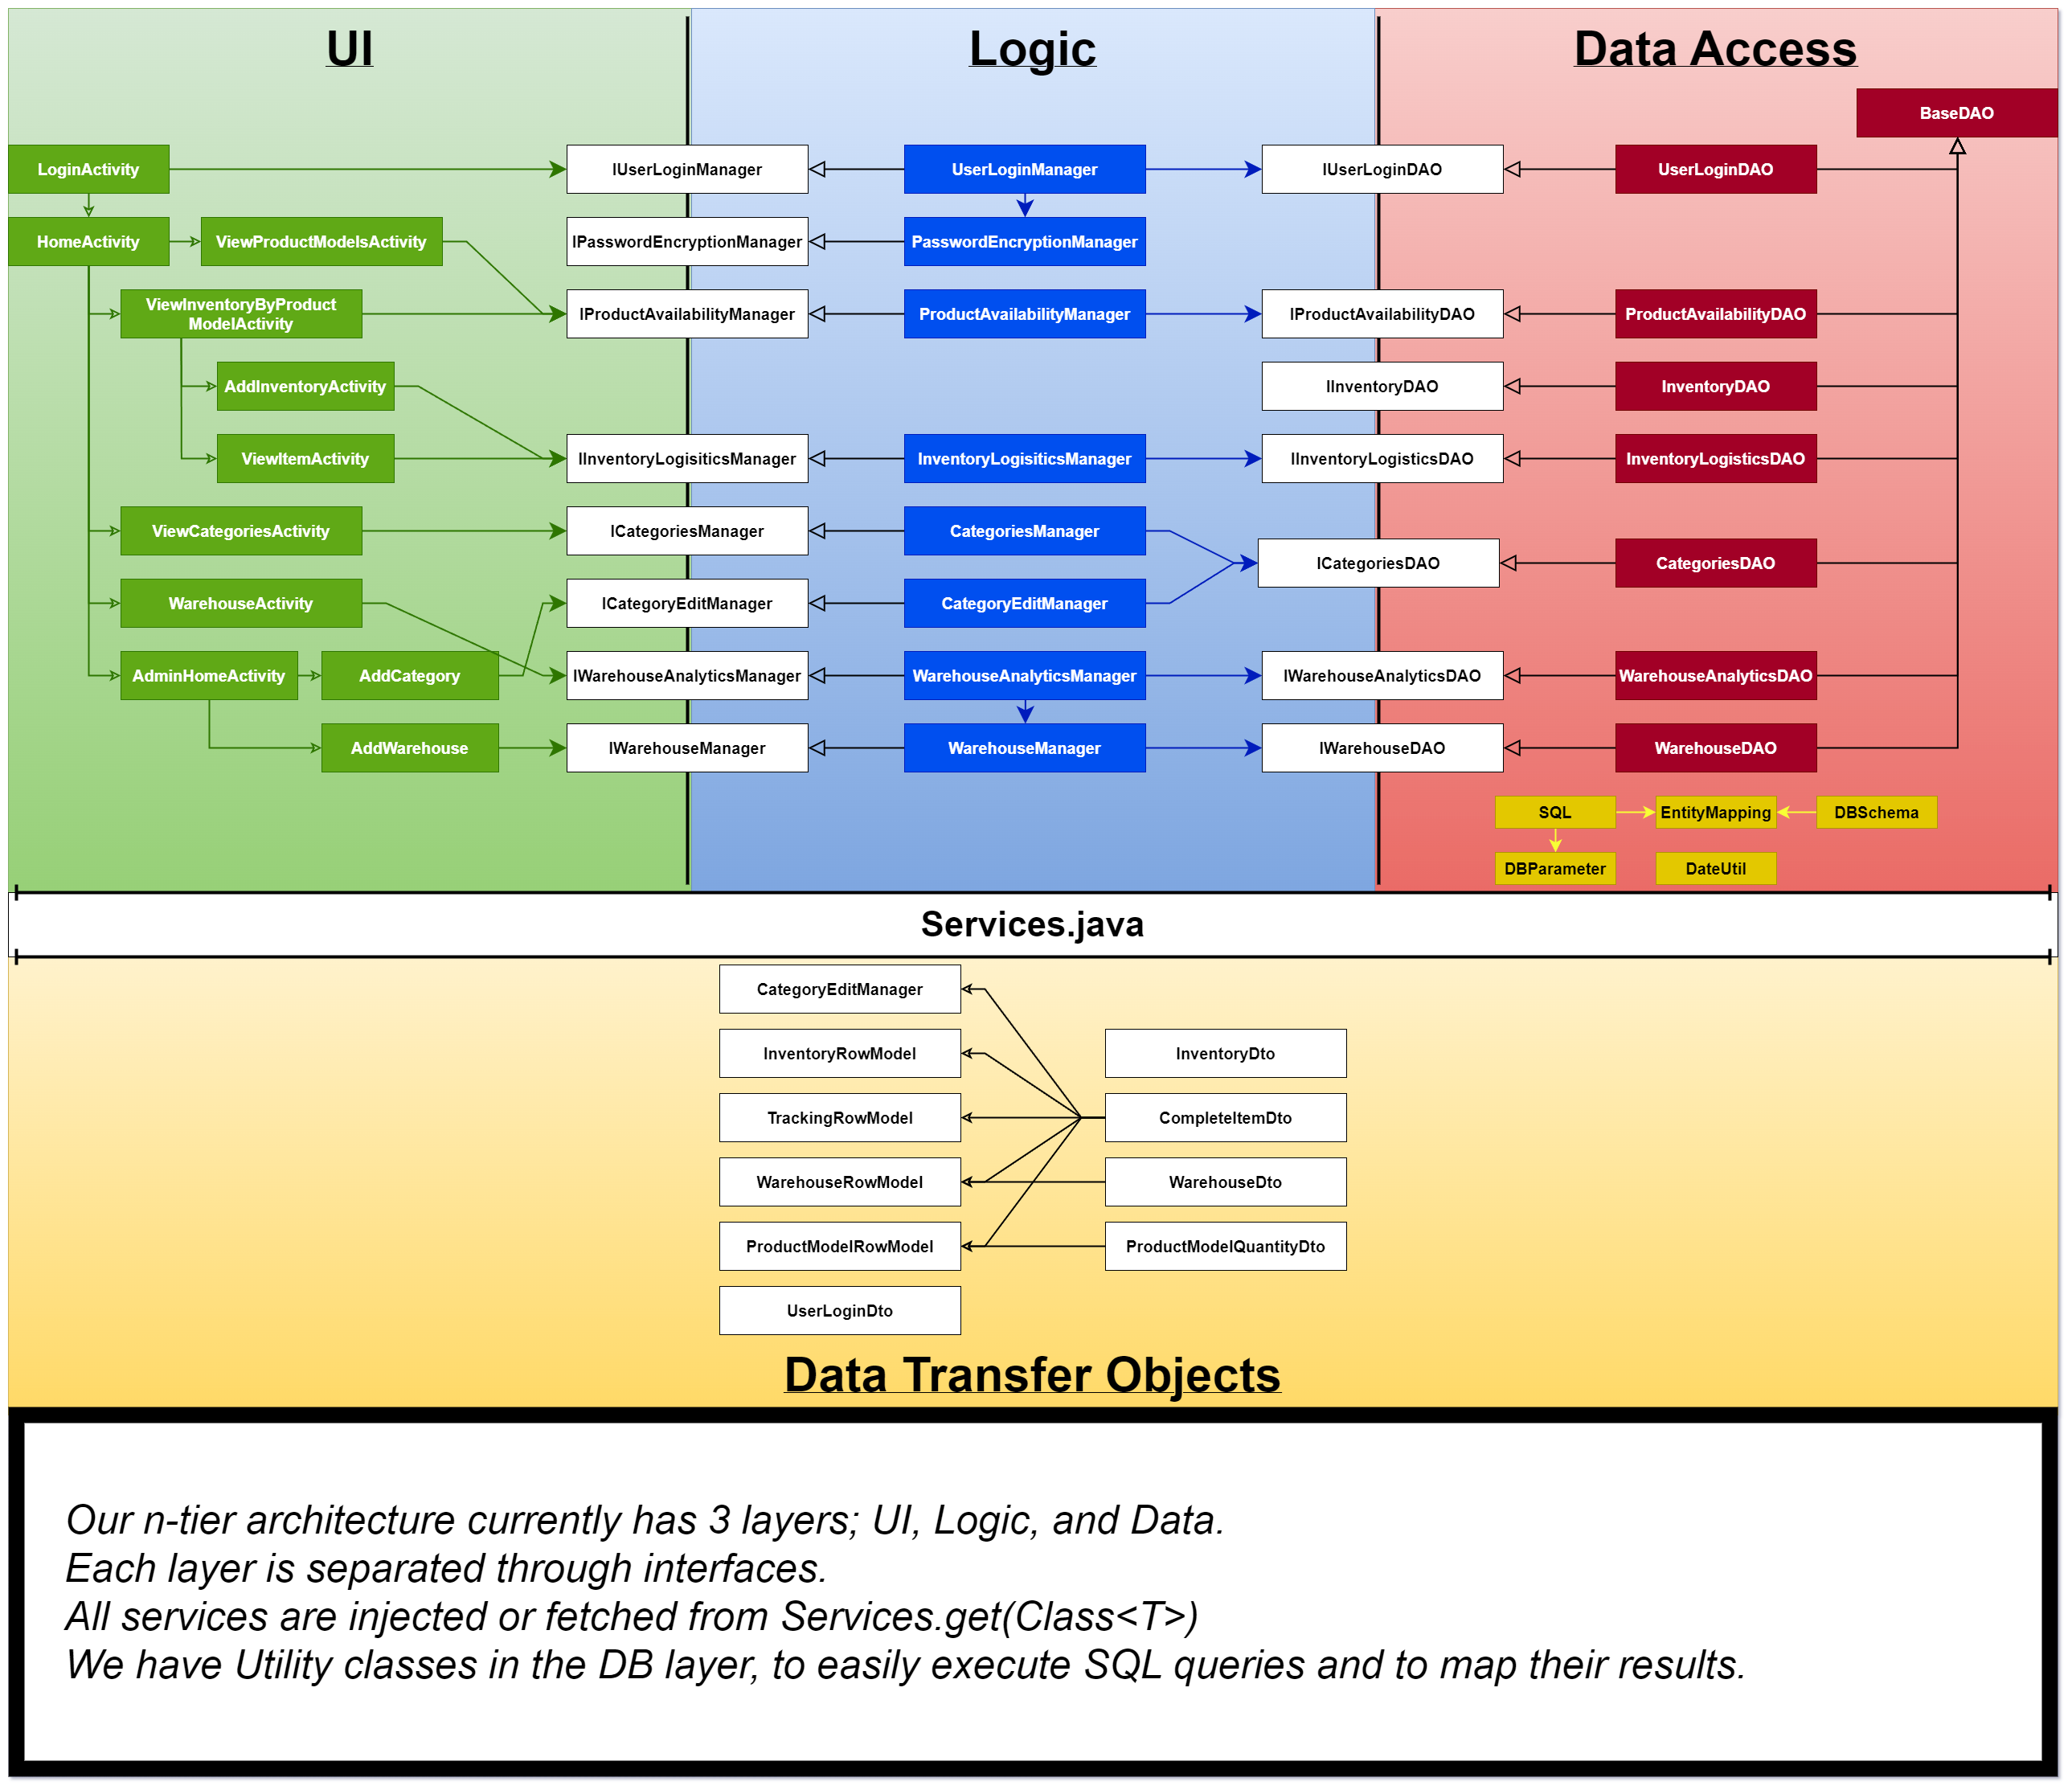 UI
Logic
Data Access
BaseDAO
LoginActivity
IUserLoginManager
UserLoginManager
IUserLoginDAO
UserLoginDAO
HomeActivity
ViewProductModelsActivity
IPasswordEncryptionManager
PasswordEncryptionManager
ViewInventoryByProduct
ModelActivity
IProductAvailabilityManager
ProductAvailabilityManager
IProductAvailabilityDAO
ProductAvailabilityDAO
AddInventoryActivity
IInventoryDAO
InventoryDAO
ViewItemActivity
IInventoryLogisiticsManager
InventoryLogisiticsManager
IInventoryLogisticsDAO
InventoryLogisticsDAO
ViewCategoriesActivity
ICategoriesManager
CategoriesManager
ICategoriesDAO
CategoriesDAO
WarehouseActivity
ICategoryEditManager
CategoryEditManager
AdminHomeActivity
AddCategory
IWarehouseAnalyticsManager
WarehouseAnalyticsManager
IWarehouseAnalyticsDAO
WarehouseAnalyticsDAO
AddWarehouse
IWarehouseManager
WarehouseManager
IWarehouseDAO
WarehouseDAO
SQL
EntityMapping
DBSchema
DBParameter
DateUtil
Services.java
CategoryEditManager
InventoryRowModel
InventoryDto
TrackingRowModel
CompleteItemDto
WarehouseRowModel
WarehouseDto
ProductModelRowModel
ProductModelQuantityDto
UserLoginDto
Data Transfer Objects
Our n-tier architecture currently has 3 layers; UI, Logic, and Data.
Each layer is separated through interfaces.
All services are injected or fetched from Services.get(Class<T>)
We have Utility classes in the DB layer, to easily execute SQL queries and to map their results.